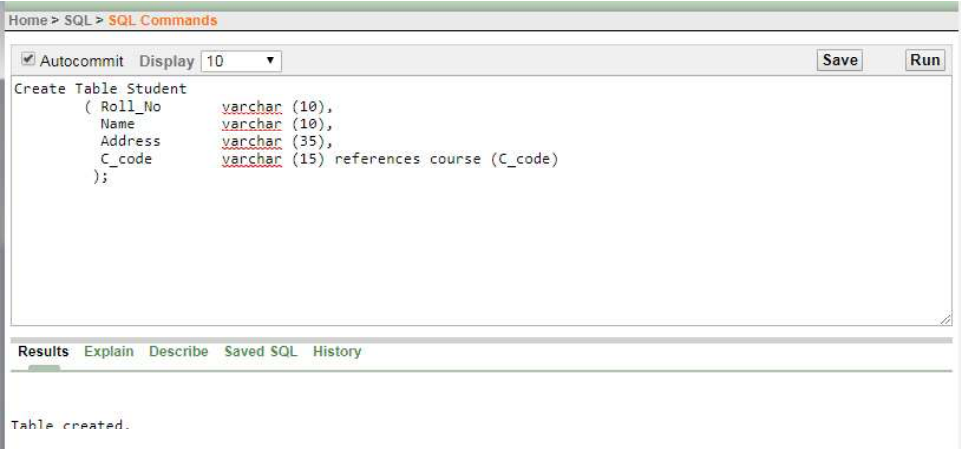 Home > SQL > SQL Commands
Autocommit Display 10 Save Run
Create Table Student
( Roll_No varchar (10),
Name varchar (10),
Address varchar (35),
C_code varchar (15) references course (C_code)
);
Results Explain Describe Saved SQL History
Table created.